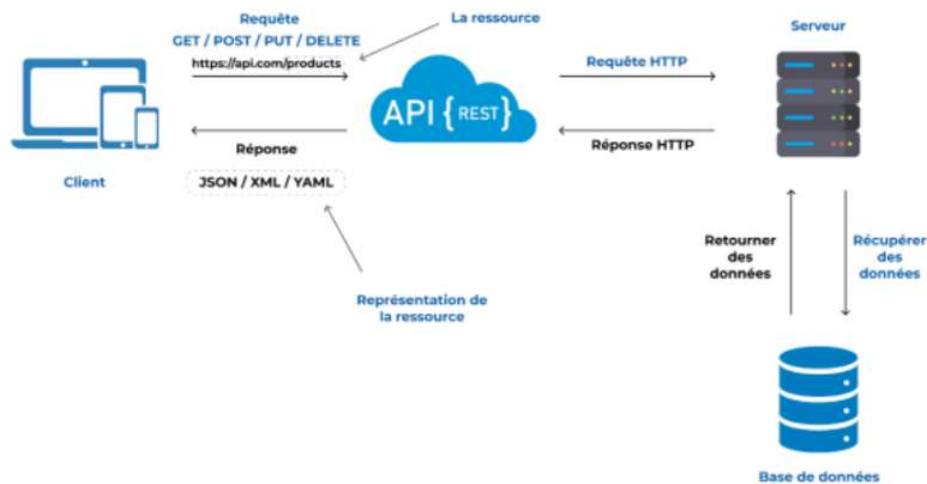 Requête
GET / POST / PUT / DELETE
https://api.com/products
La ressource
Serveur
API { REST }
Requête HTTP
Réponse HTTP
Réponse
JSON / XML / YAML
Client
Retourner
des
données
Récupérer
des
données
Représentation de
la ressource
Base de données